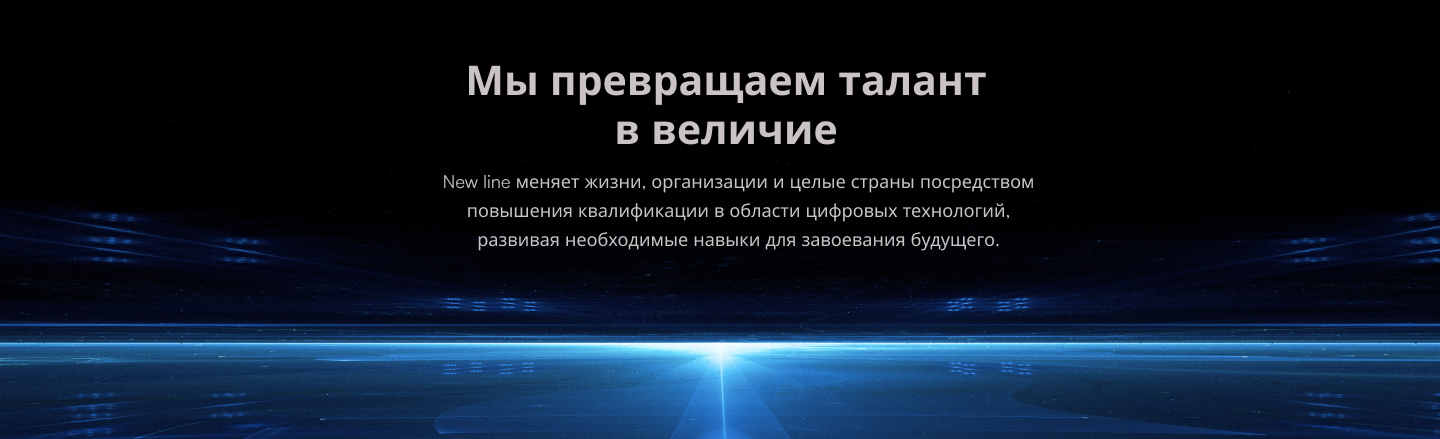 Мы превращаем талант
в величие
New line меняет жизни, организации и целые страны посредством
повышения квалификации в области цифровых технологий,
развивая необходимые навыки для завоевания будущего.